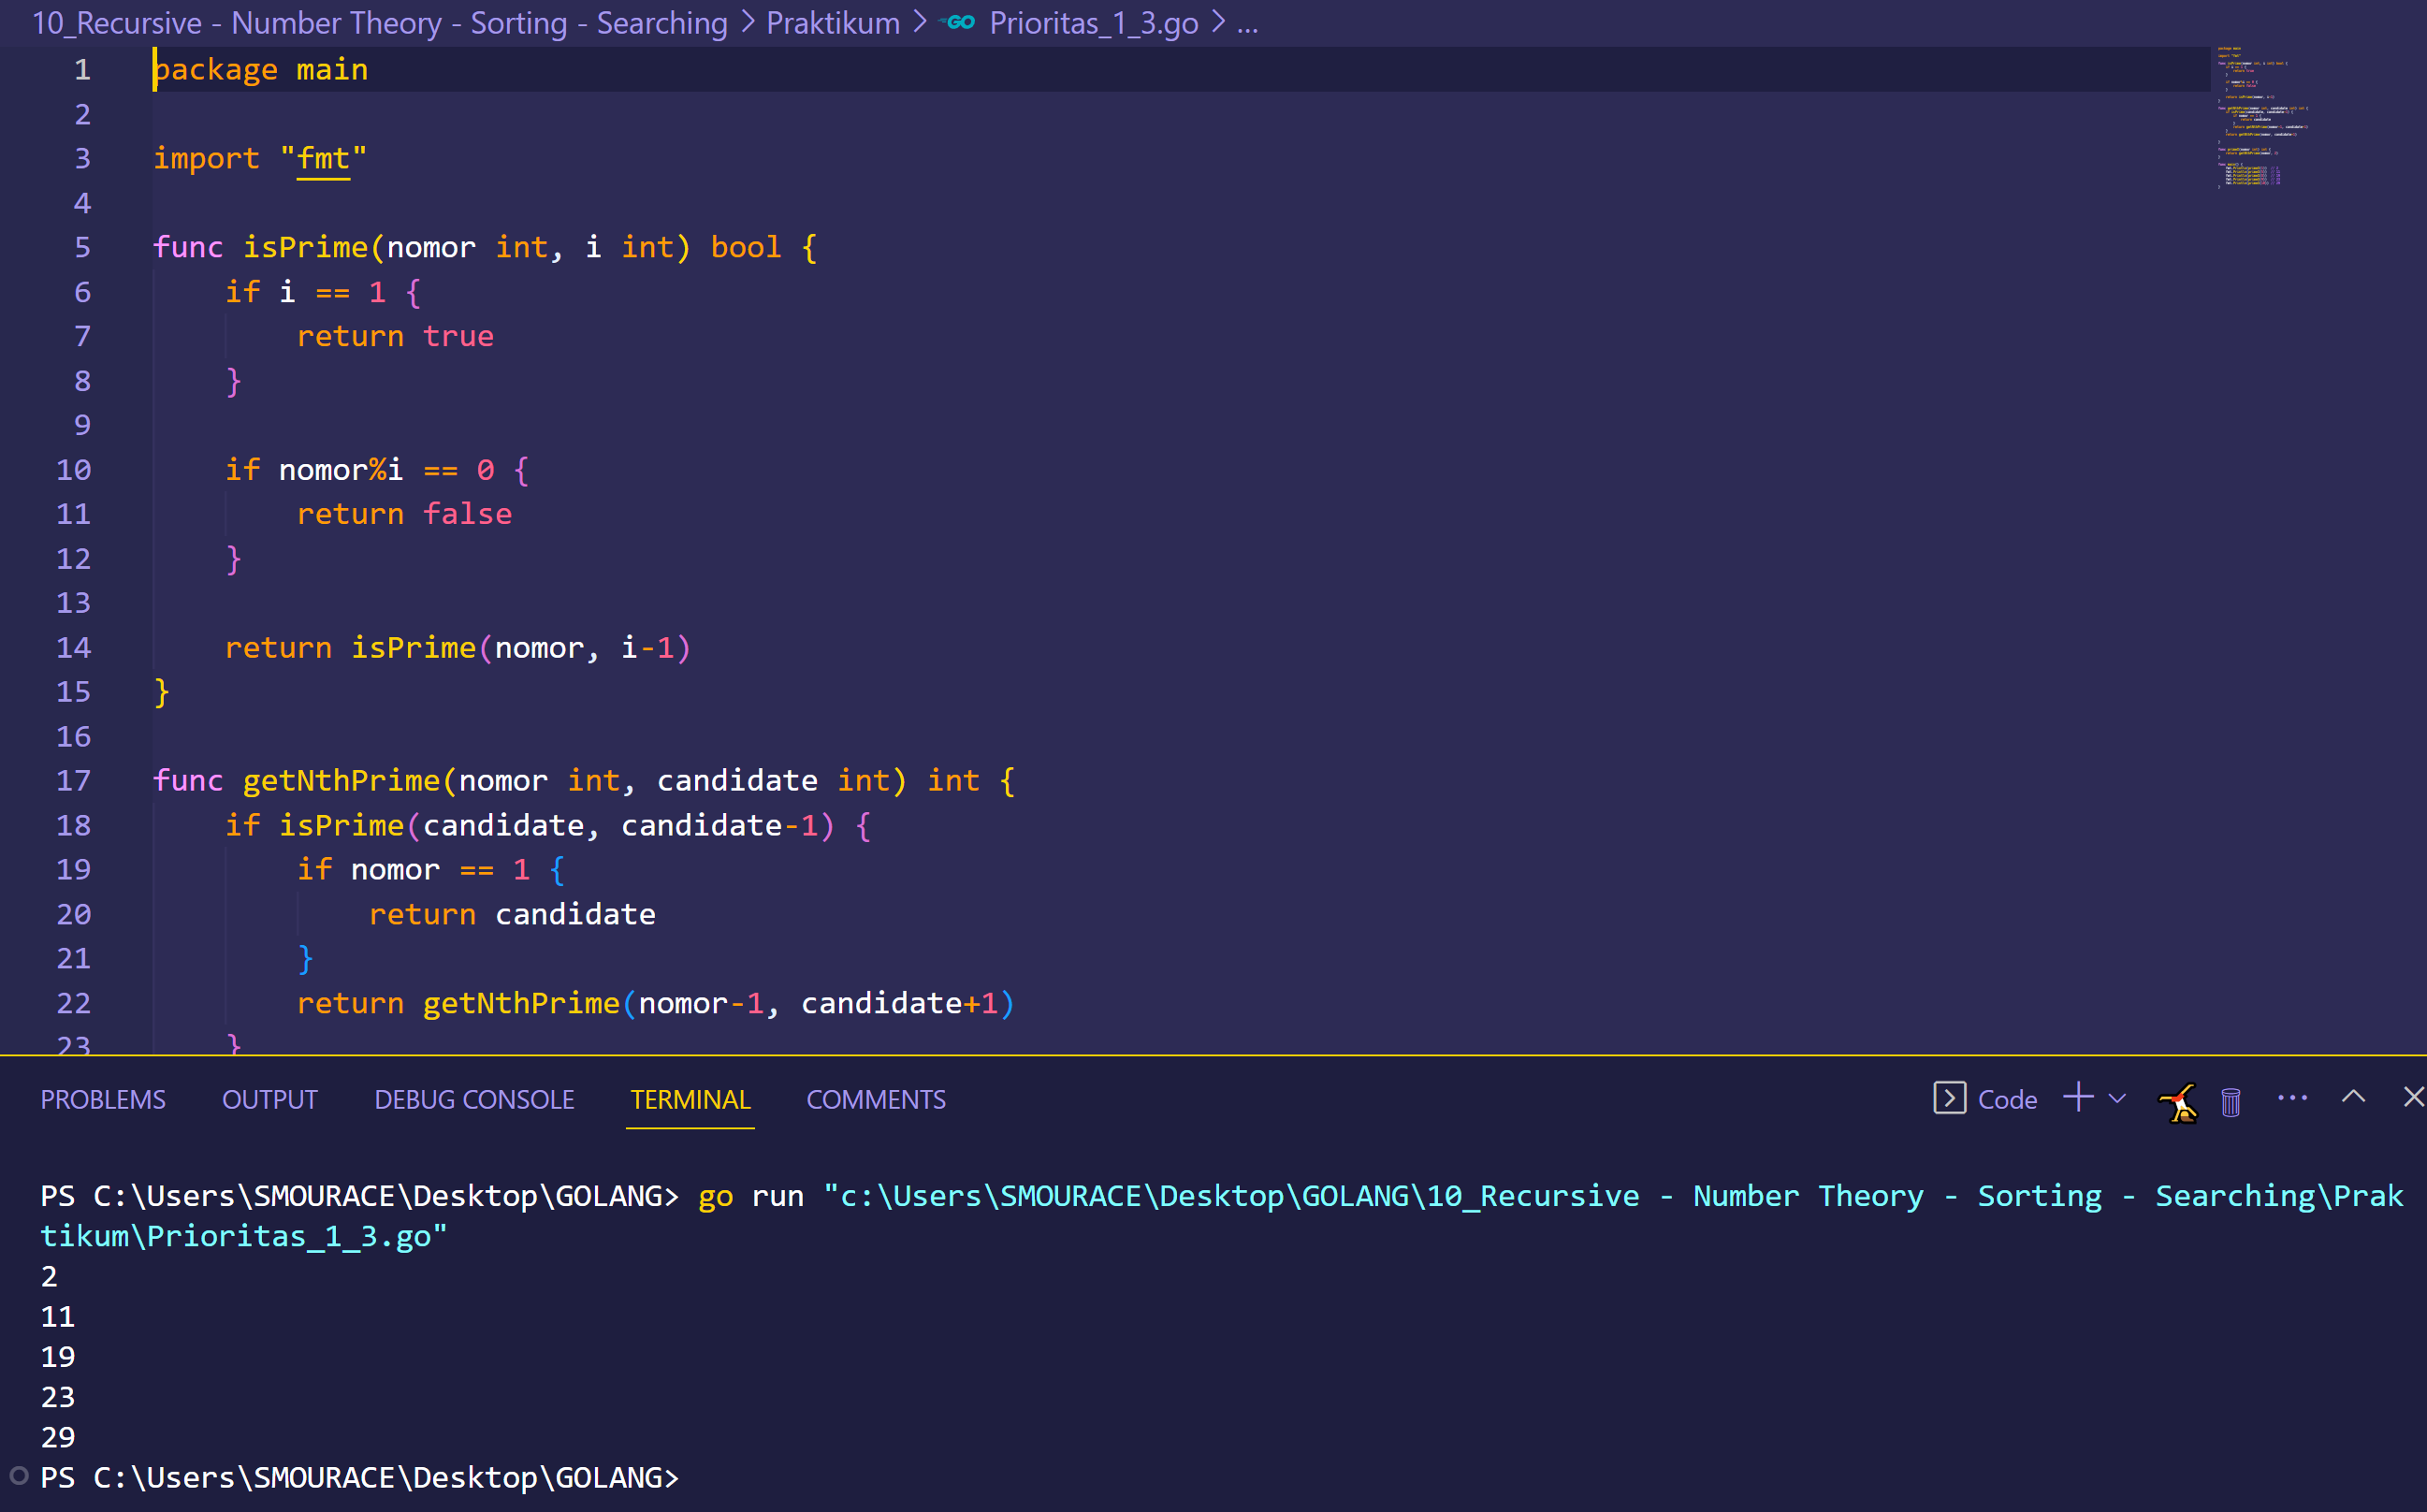 10_Recursive - Number Theory - Sorting - Searching > Praktikum > GO Prioritas_1_3.go > ...
1 package main
2
3 import "fmt"
4
5 func isPrime(nomor int, i int) bool {
6 if i == 1 {
7 return true
8 }
9
10 if nomor%i == 0 {
11 return false
12 }
13
14 return isPrime(nomor, i-1)
15 }
16
17 func getNthPrime(nomor int, candidate int) int {
18 if isPrime(candidate, candidate-1) {
19 if nomor == 1 {
20 return candidate
21 }
22 return getNthPrime(nomor-1, candidate+1)
23 }
PROBLEMS OUTPUT DEBUG CONSOLE TERMINAL COMMENTS Code
PS C:\Users\SMOURACE\Desktop\GOLANG> go run "c:\Users\SMOURACE\Desktop\GOLANG\10_Recursive - Number Theory - Sorting - Searching\Prak
tikum\Prioritas_1_3.go"
2
11
19
23
29
PS C:\Users\SMOURACE\Desktop\GOLANG>